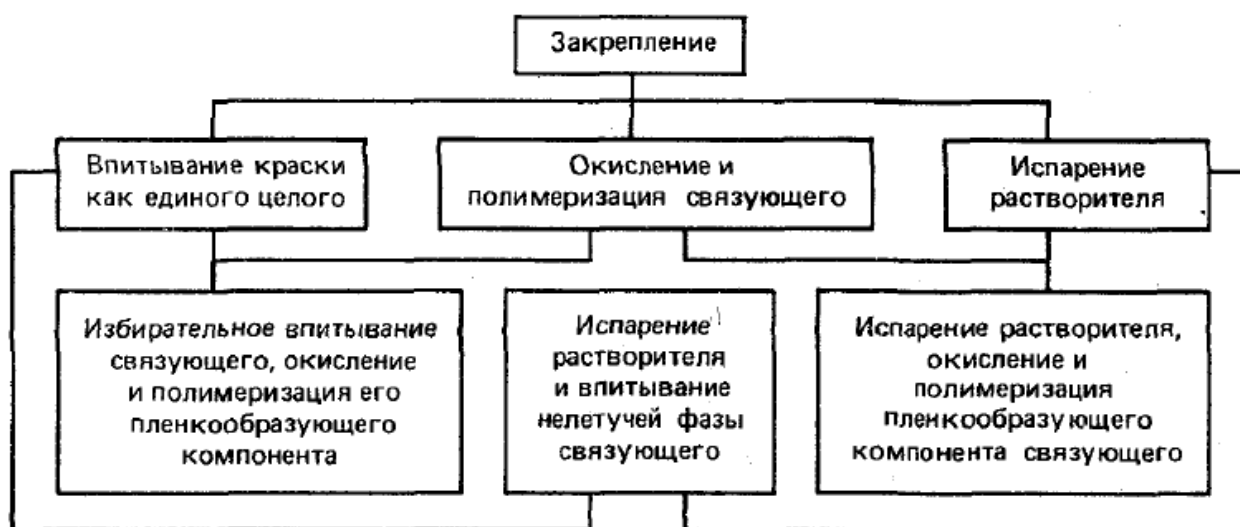 Закрепление
Впитывание краски
как единого целого
Окисление и
полимеризация связующего
Испарение
растворителя
Избирательное впитывание
связующего, окисление
и полимеризация его
пленкообразующего
компонента
Испарение
растворителя
и впитывание
нелетучей фазы
связующего
Испарение растворителя,
окисление и
полимеризация
пленкообразующего
компонента связующего